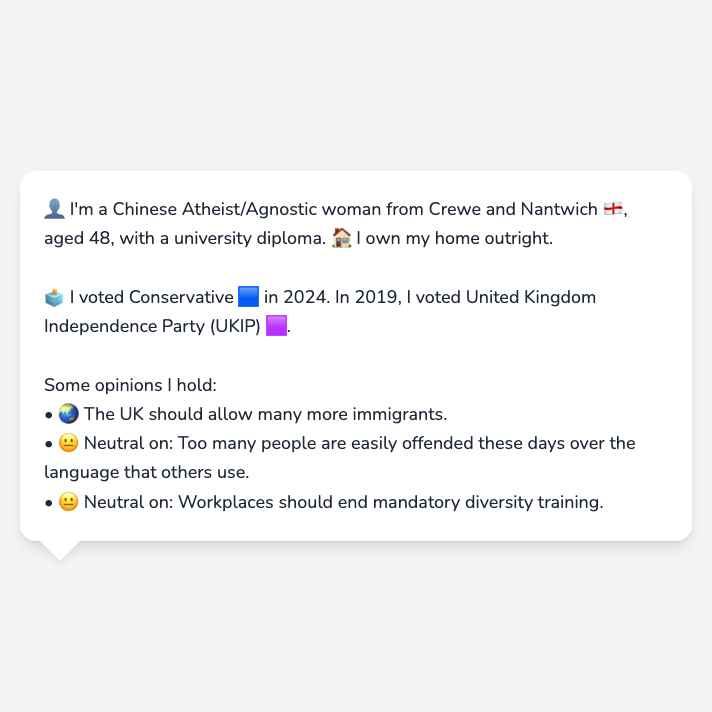 👤 I'm a Chinese Atheist/Agnostic woman from Crewe and Nantwich 🏴󠁧󠁢󠁥󠁮󠁧󠁿,
aged 48, with a university diploma. 🏠 I own my home outright.
🗳️ I voted Conservative 🟦 in 2024. In 2019, I voted United Kingdom
Independence Party (UKIP) 🟪.
Some opinions I hold:
• 🌏 The UK should allow many more immigrants.
• 😐 Neutral on: Too many people are easily offended these days over the
language that others use.
• 😐 Neutral on: Workplaces should end mandatory diversity training.